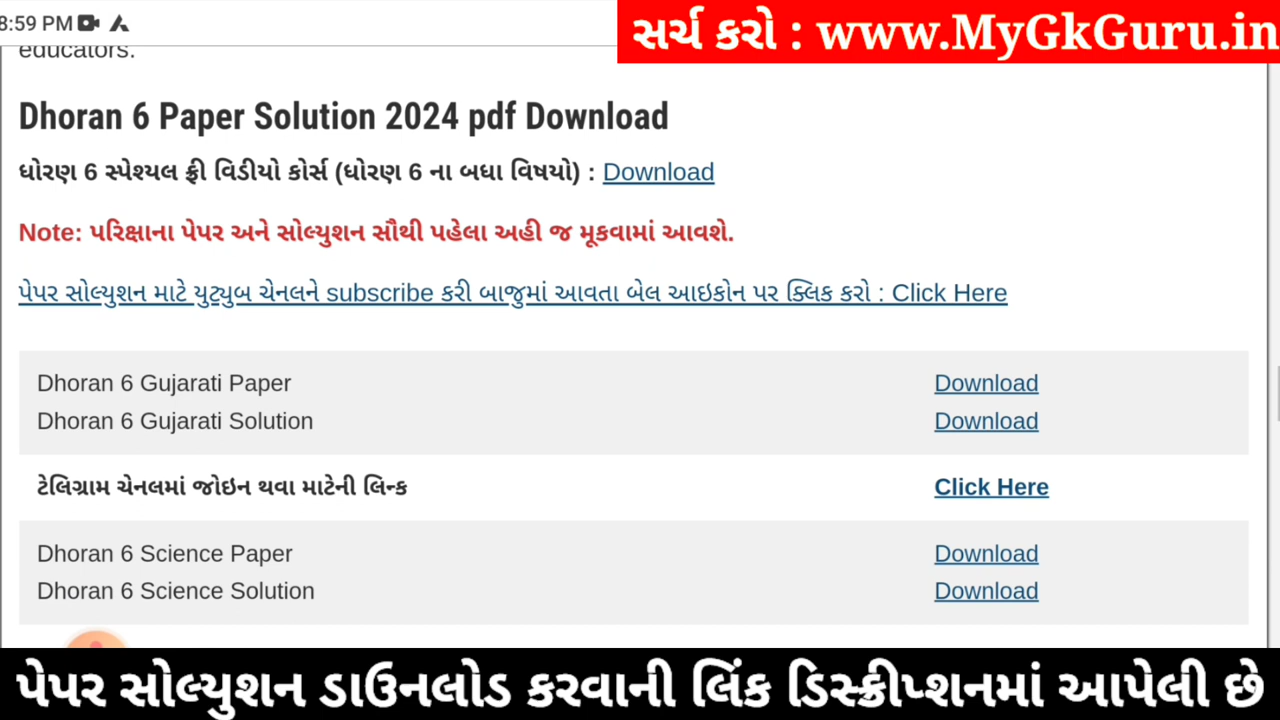 8:59 PM
સર્ચ કરો : www.MyGkGuru.in
educators.
Dhoran 6 Paper Solution 2024 pdf Download
ધોરણ 6 સ્પેશ્યલ ફ્રી વિડીયો કોર્સ (ધોરણ 6 ના બધા વિષયો) : Download
Note: પરિક્ષાના પેપર અને સોલ્યુશન સૌથી પહેલા અહી જ મૂકવામાં આવશે.
પેપર સોલ્યુશન માટે યુટ્યુબ ચેનલને subscribe કરી બાજુમાં આવતા બેલ આઇકોન પર ક્લિક કરો : Click Here
Dhoran 6 Gujarati Paper Download
Dhoran 6 Gujarati Solution Download
ટેલિગ્રામ ચેનલમાં જોઇન થવા માટેની લિન્ક Click Here
Dhoran 6 Science Paper Download
Dhoran 6 Science Solution Download
પેપર સોલ્યુશન ડાઉનલોડ કરવાની લિંક ડિસ્ક્રીપ્શનમાં આપેલી છે